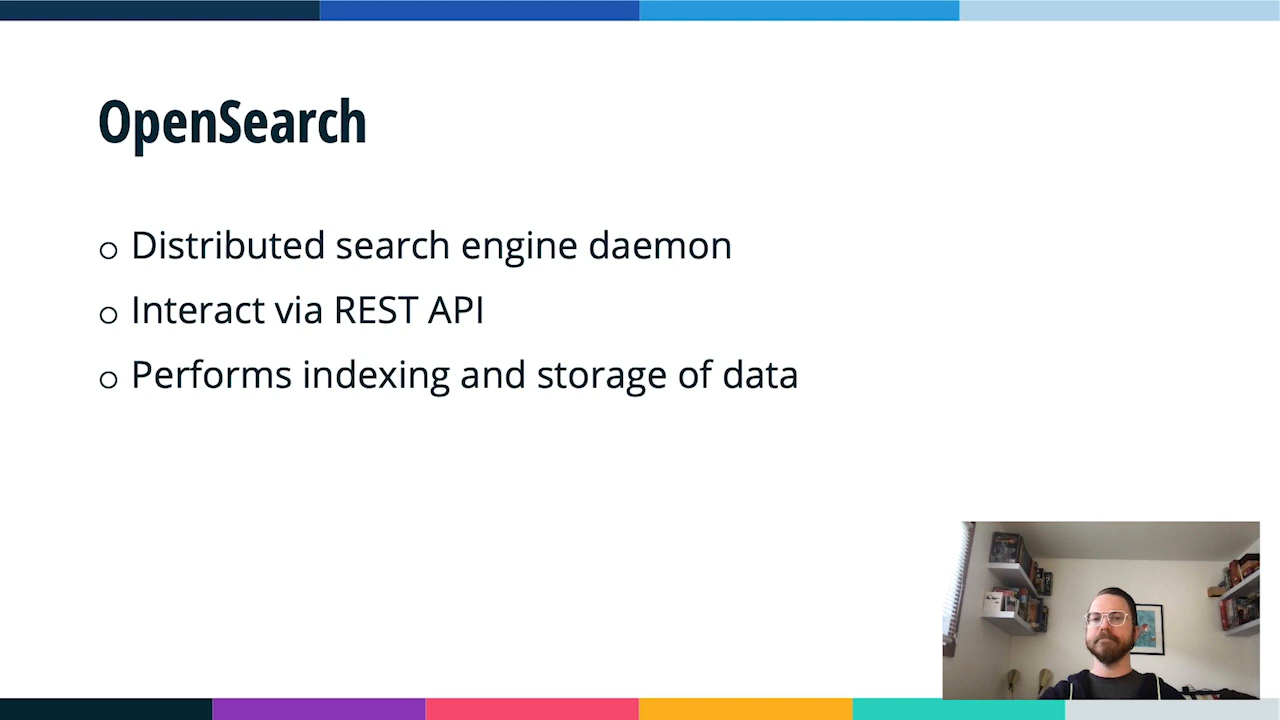 OpenSearch
Distributed search engine daemon
Interact via REST API
Performs indexing and storage of data